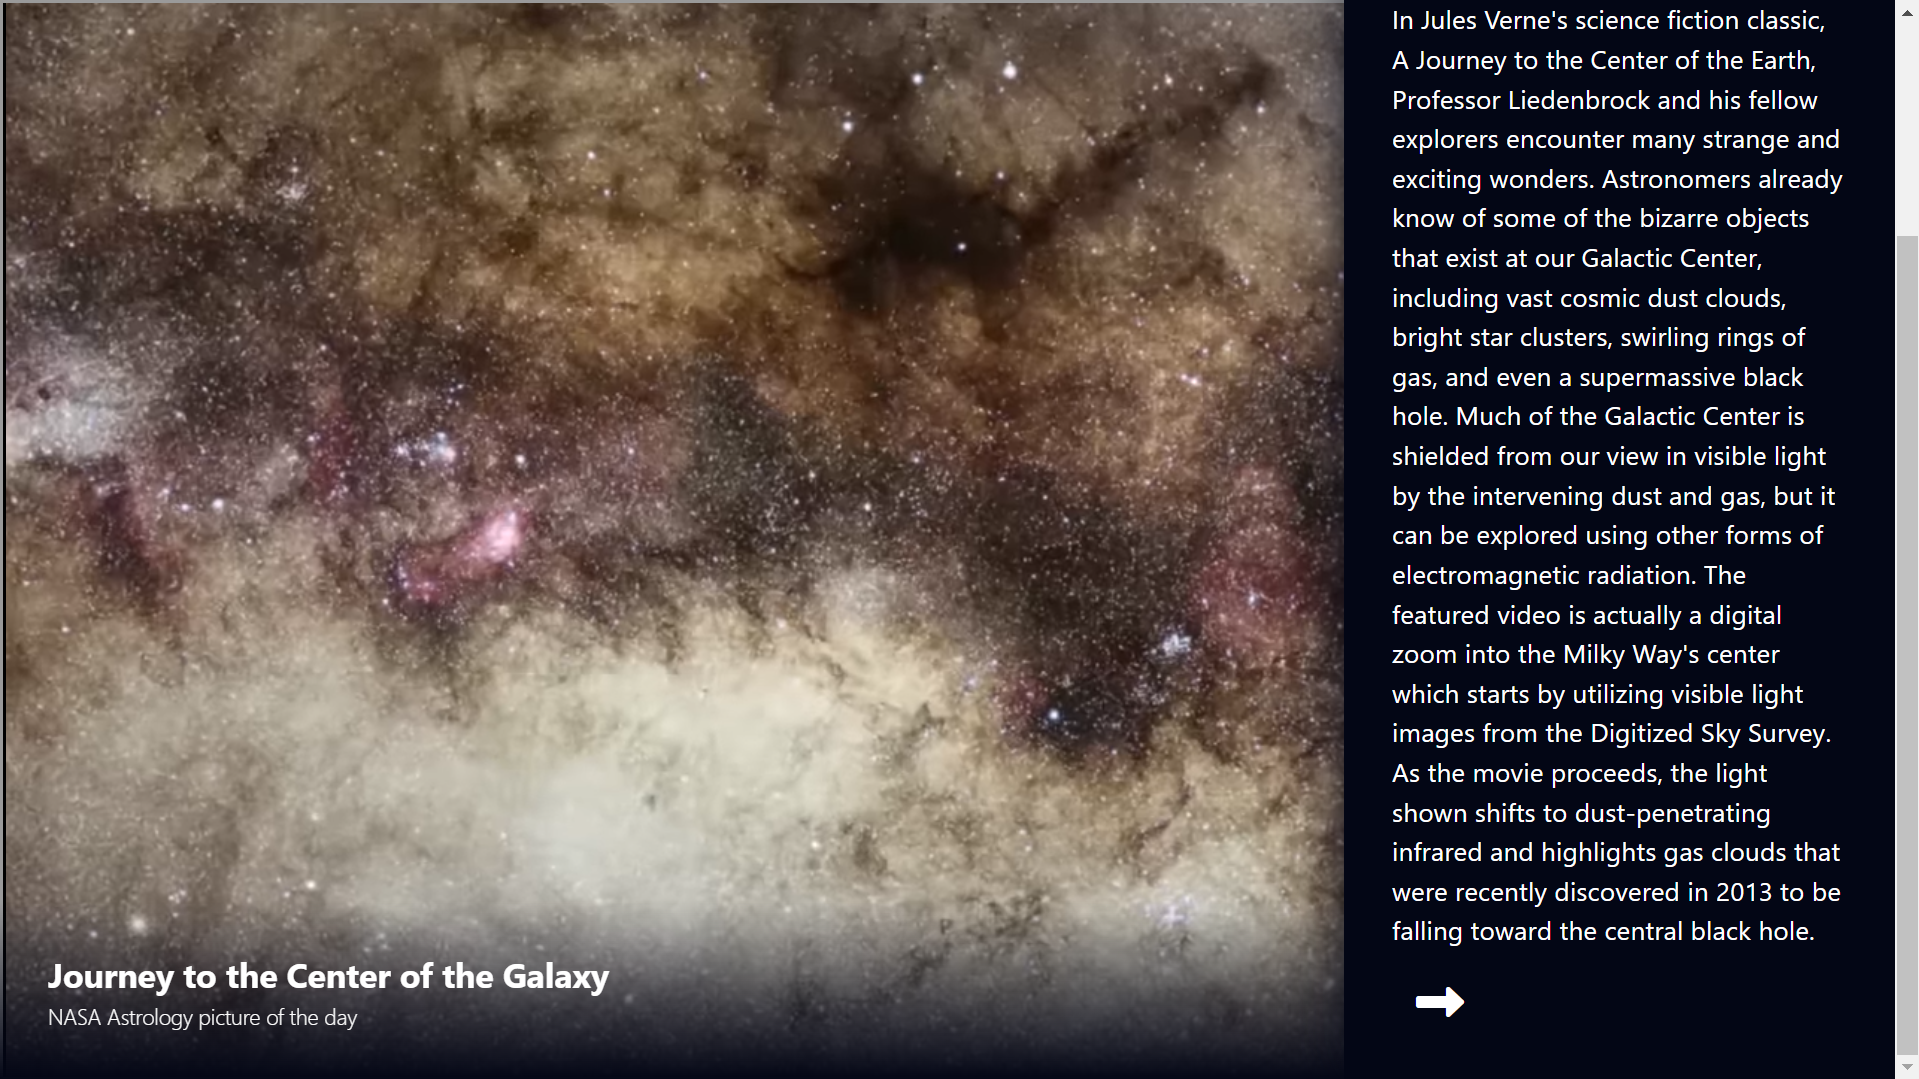 In Jules Verne's science fiction classic,
A Journey to the Center of the Earth,
Professor Liedenbrock and his fellow
explorers encounter many strange and
exciting wonders. Astronomers already
know of some of the bizarre objects
that exist at our Galactic Center,
including vast cosmic dust clouds,
bright star clusters, swirling rings of
gas, and even a supermassive black
hole. Much of the Galactic Center is
shielded from our view in visible light
by the intervening dust and gas, but it
can be explored using other forms of
electromagnetic radiation. The
featured video is actually a digital
zoom into the Milky Way's center
which starts by utilizing visible light
images from the Digitized Sky Survey.
As the movie proceeds, the light
shown shifts to dust-penetrating
infrared and highlights gas clouds that
were recently discovered in 2013 to be
falling toward the central black hole.
Journey to the Center of the Galaxy
NASA Astrology picture of the day